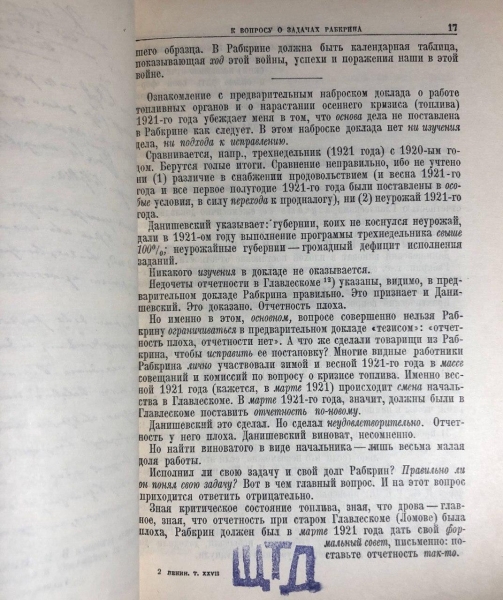 К ВОПРОСУ О ЗАДАЧАХ РАБКРИНА 17
шего образца. В Рабкрине должна быть календарная таблица,
показывающая ход этой войны, успехи и поражения наши в этой
войне.
Ознакомление с предварительным наброском доклада о работе
топливных органов и о нарастании осеннего кризиса (топлива)
1921-го года убеждает меня в том, что основа дела не поставлена
в Рабкрине как следует. В этом наброске доклада нет ни изучения
дела, ни подхода к исправлению.
Сравнивается, напр., трехнедельник (1921 года) с 1920-ым го-
дом. Берутся голые итоги. Сравнение неправильно, ибо не учтено
ни (1) различие в снабжении продовольствием (и весна 1921-го
года и все первое полугодие 1921-го года были поставлены в особ-
бые условия, в силу перехода к продналогу), ни (2) неурожай 1921-го
года.
Данишевский указывает: губернии, коих не коснулся неурожай,
дали в 1921-ом году выполнение программы трехнедельника свыше
100%; неурожайные губернии — громадный дефицит исполнения
заданий.
Никакого изучения в докладе не оказывается.
Недочеты отчетности в Главлескоме ¹²) указаны, видимо, в пред-
варительном докладе Рабкрина правильно. Это признает и Дани-
шевский. Это доказано. Отчетность плоха.
Но именно в этом, основном, вопросе совершенно нельзя Раб-
крину ограничиваться в предварительном докладе «тезисом»: «отчет-
ность плоха, отчетности нет». А что же сделали товарищи из Раб-
крина, чтобы исправить ее постановку? Многие видные работники
Рабкрина лично участвовали зимой и весной 1921-го года в массе
совещаний и комиссий по вопросу о кризисе топлива. Именно вес-
ной 1921 года (кажется, в марте 1921) происходит смена началь-
ства в Главлескоме. В марте 1921-го года, значит, должны были в
Главлескоме поставить отчетность по-новому.
Данишевский это сделал. Но сделал неудовлетворительно. Отчет-
ность у него плоха. Данишевский виноват, несомненно.
Но найти виноватого в виде начальника — лишь весьма малая
доля работы.
Исполнил ли свою задачу и свой долг Рабкрин? Правильно ли
он понял свою задачу? Вот в чем главный вопрос. И на этот вопрос
приходится ответить отрицательно.
Зная критическое состояние топлива, зная, что дрова — глав-
ное, зная, что отчетность при старом Главлескоме (Ломове) была
плоха, Рабкрин должен был в марте 1921 года дать свой фор-
мальный совет, письменно: по-
ставьте отчетность так-то.
2 ЛЕНИН. Т. XXVII
ЩТД